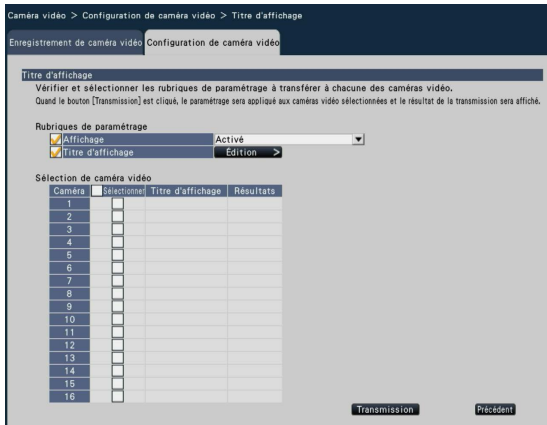 Caméra vidéo > Configuration de caméra vidéo > Titre d'affichage
Enregistrement de caméra vidéo Configuration de caméra vidéo
Titre d'affichage
Vérifier et sélectionner les rubriques de paramétrage à transférer à chacune des caméras vidéo.
Quand le bouton [Transmission] est cliqué, le paramétrage sera appliqué aux caméras vidéo sélectionnées et le résultat de la transmission sera affiché.
Rubriques de paramétrage
Affichage Activé
Titre d'affichage Édition >
Sélection de caméra vidéo
Caméra Sélectionner Titre d'affichage Résultats
1
2
3
4
5
6
7
8
9
10
11
12
13
14
15
16
Transmission Précédent